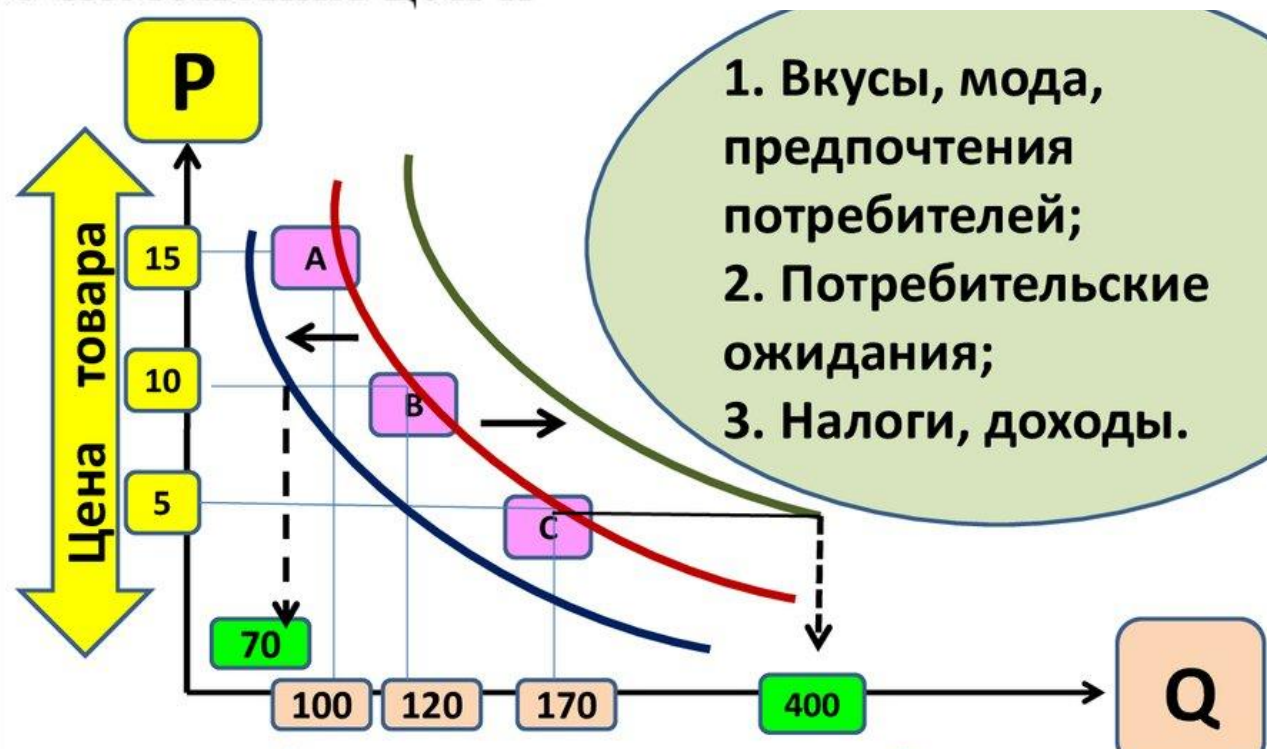 P
1. Вкусы, мода,
предпочтения
потребителей;
2. Потребительские
ожидания;
3. Налоги, доходы.
Цена товара
15
A
10
B
5
C
70
100
120
170
400
Q